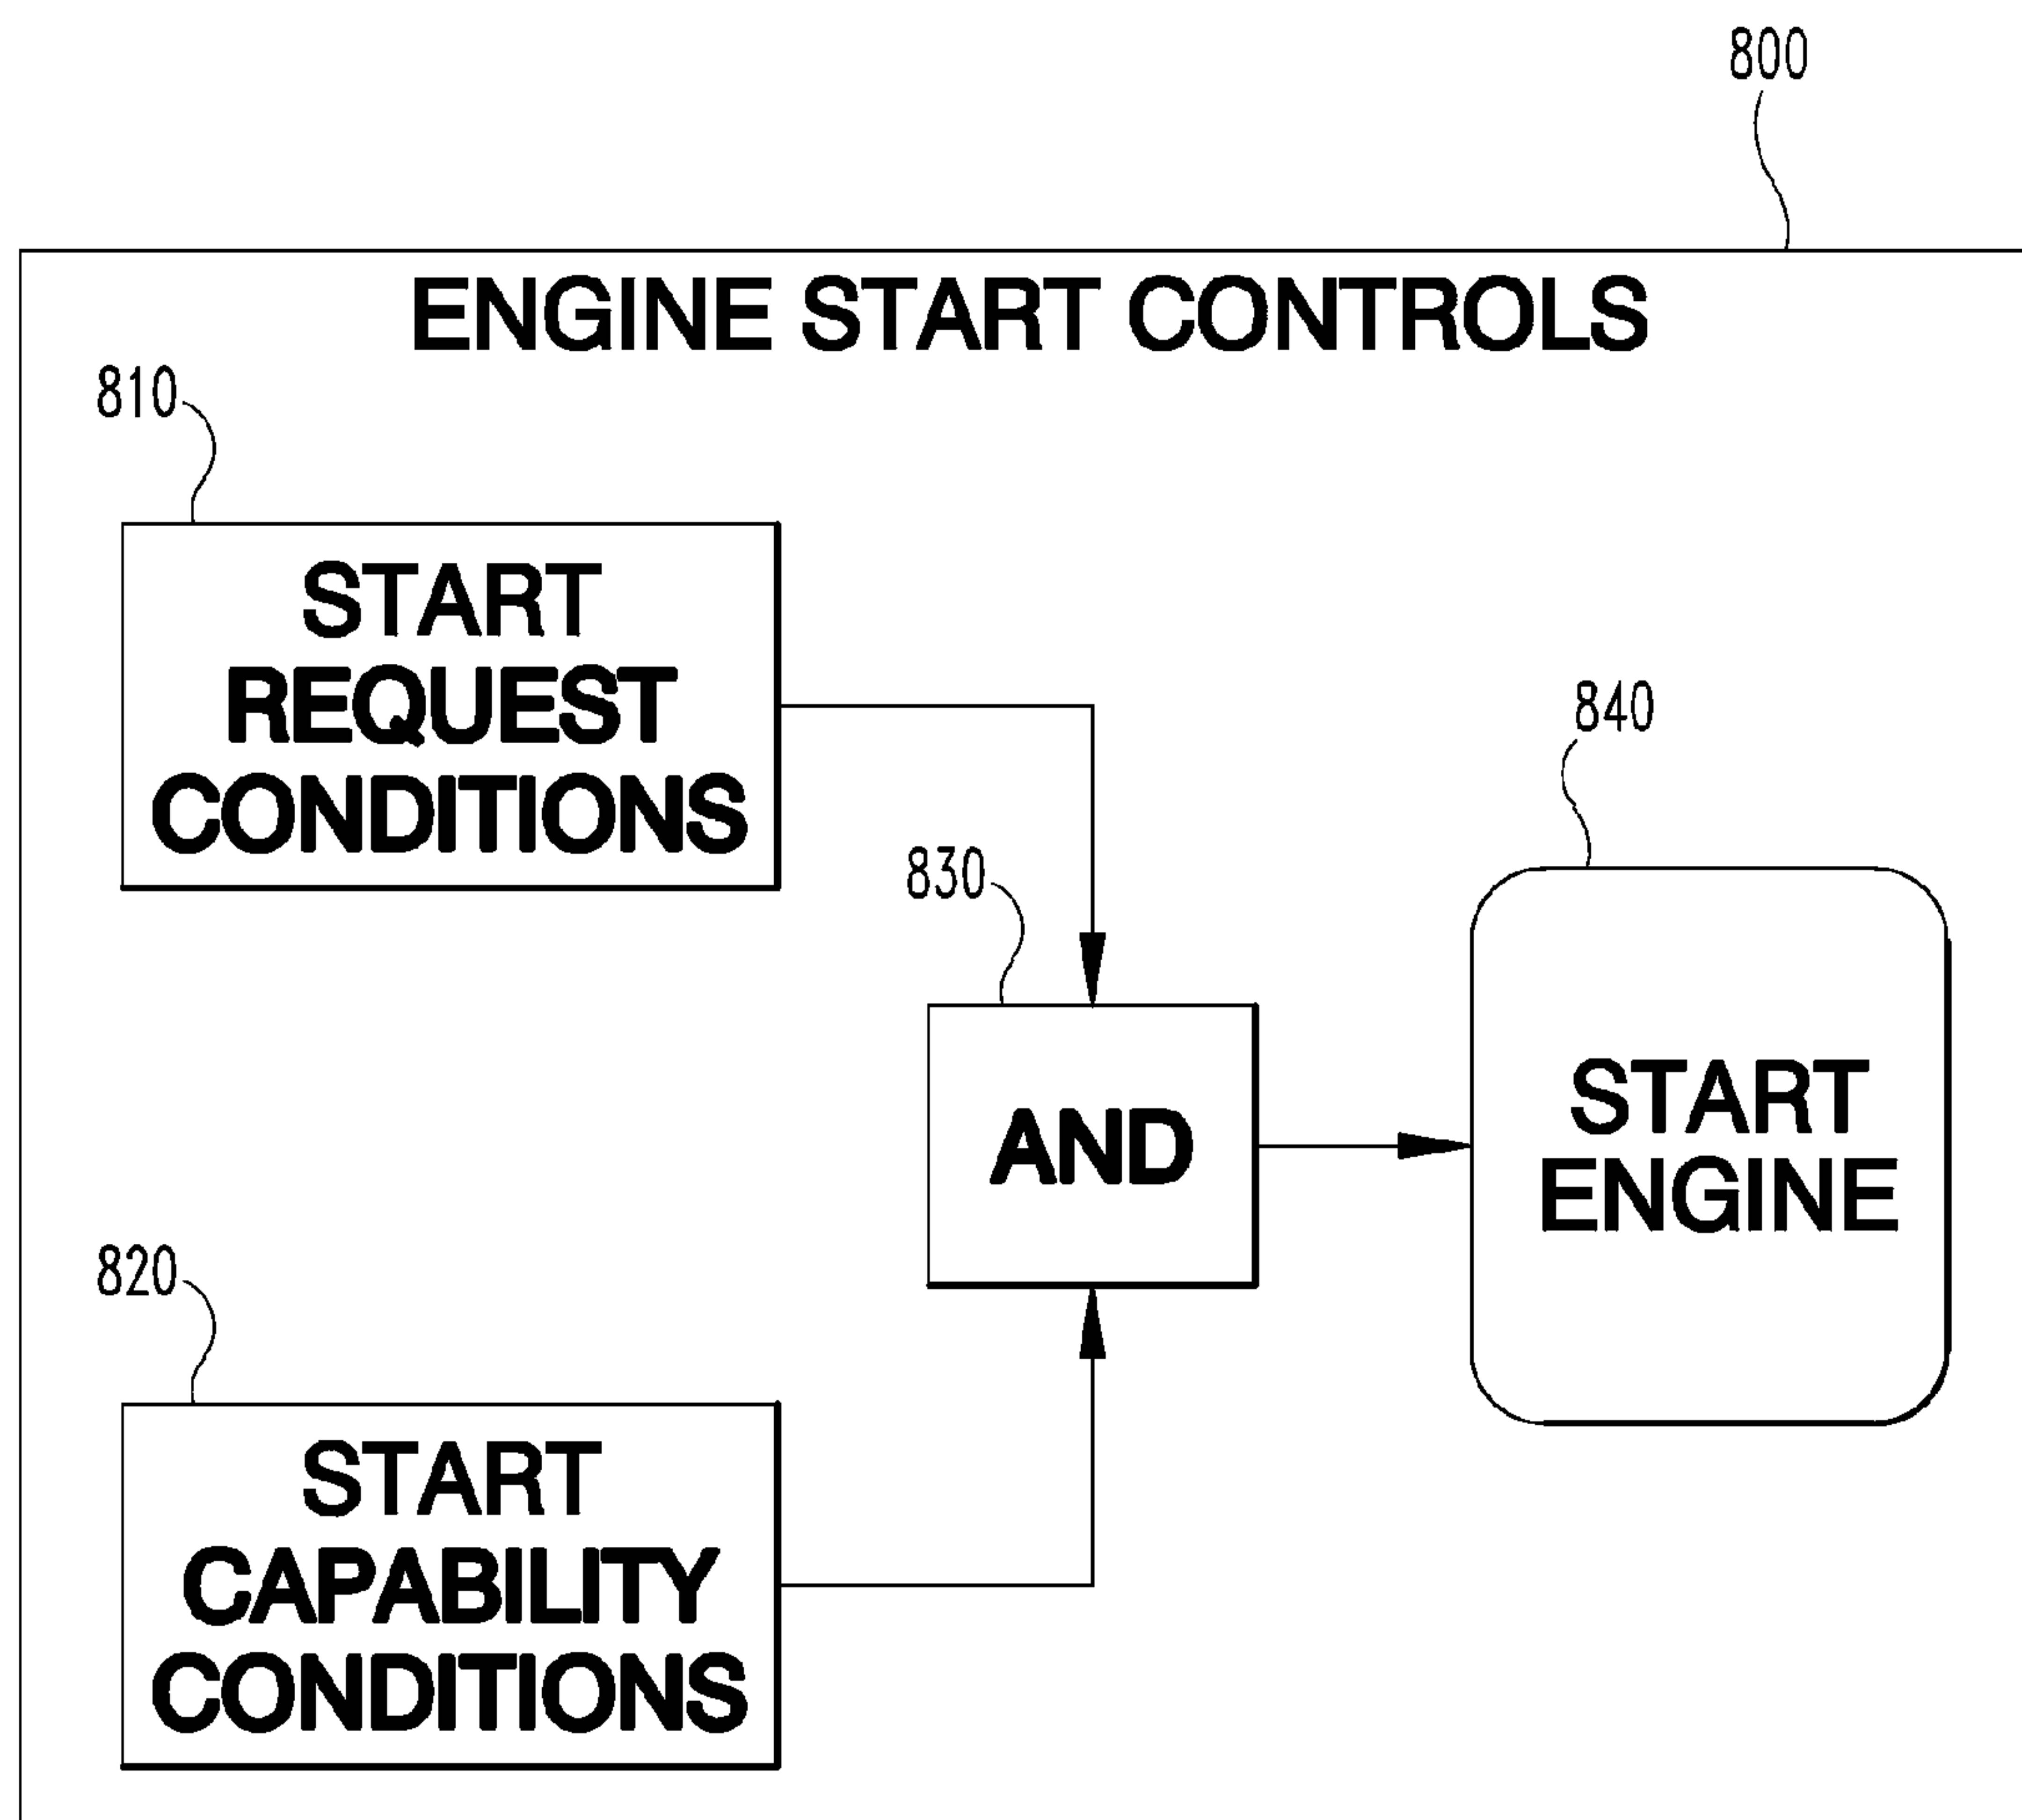 800
ENGINE START CONTROLS
810
START
REQUEST
CONDITIONS
840
830
AND
START
ENGINE
820
START
CAPABILITY
CONDITIONS